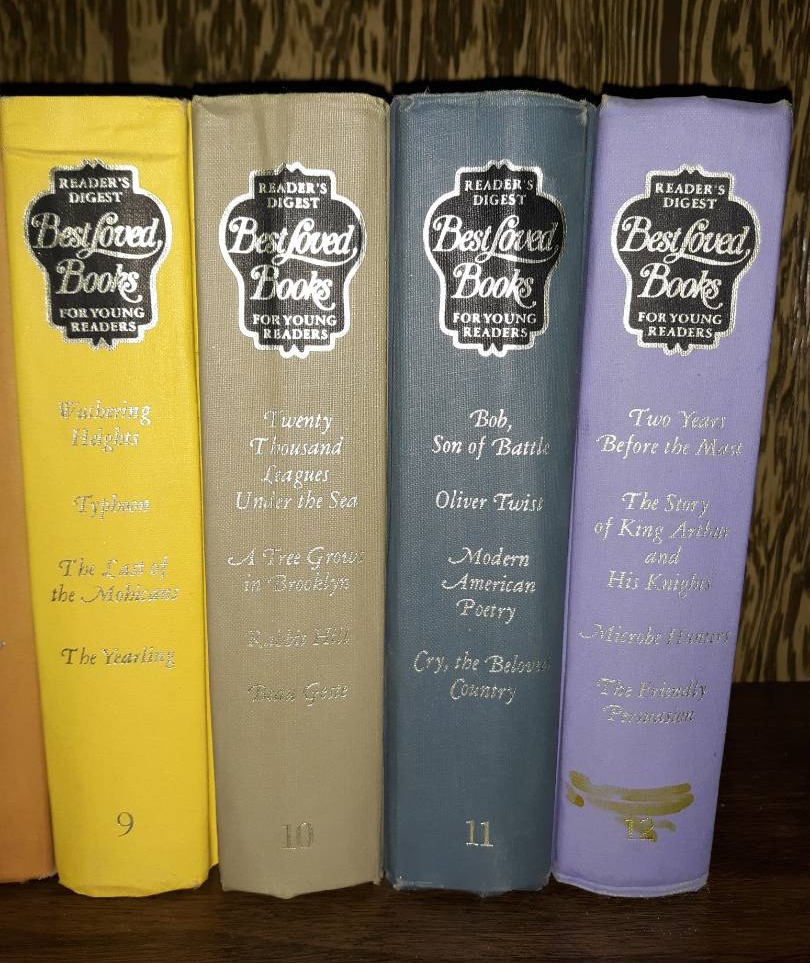 READER'S
DIGEST
Best Loved
Books
FOR YOUNG
READERS
Wuthering
Heights
Typhoon
The Last of
the Mohicans
The Yearling
9
READER'S
DIGEST
Best Loved
Books
FOR YOUNG
READERS
Twenty
Thousand
Leagues
Under the Sea
A Tree Grows
in Brooklyn
Rabbit Hill
Beau Geste
10
READER'S
DIGEST
Best Loved
Books
FOR YOUNG
READERS
Bob,
Son of Battle
Oliver Twist
Modern
American
Poetry
Cry, the Beloved
Country
11
READER'S
DIGEST
Best Loved
Books
FOR YOUNG
READERS
Two Years
Before the Mast
The Story
of King Arthur
and
His Knights
Microbe Hunters
The Friendly
Persuasion
12